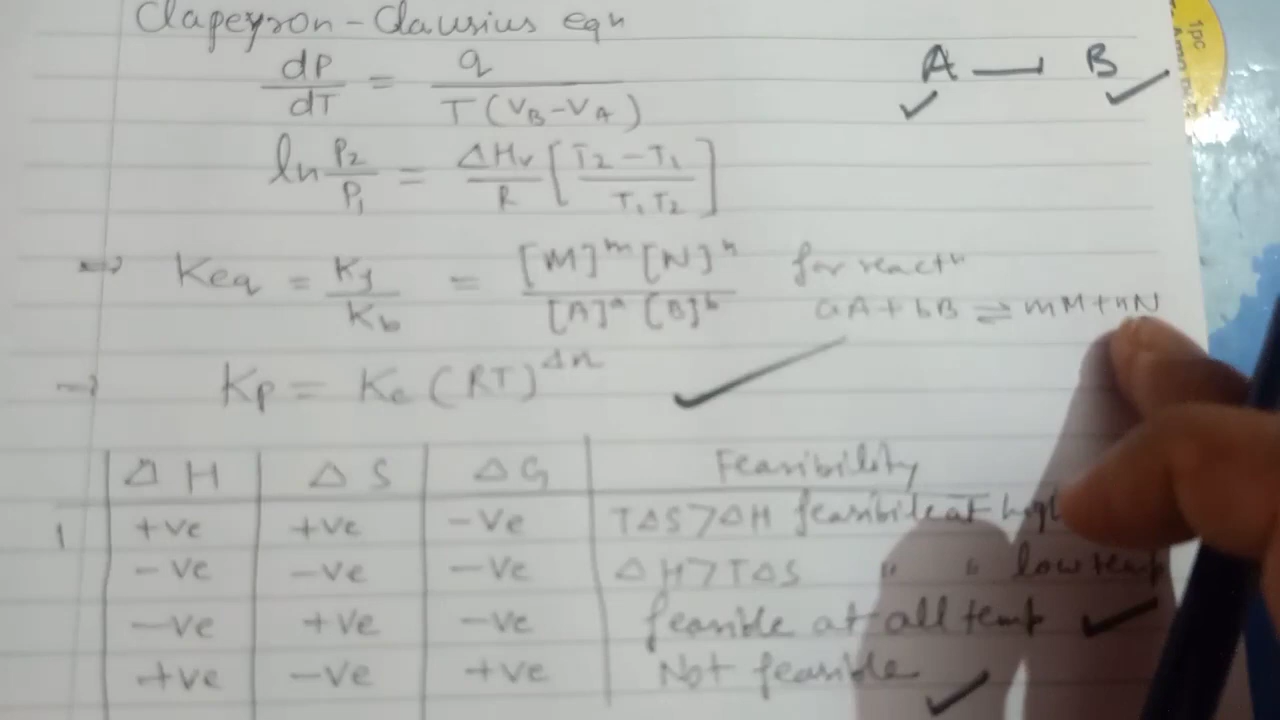 Clapeyron - Clausius eqn
dP/dT = q/T(VB - VA)
A — B
ln P2/P1 = ΔHv/R [T2 - T1/T1T2]
Keq = Kf/Kb = [M]^m [N]^n/[A]^a [B]^b for reactn
aA + bB ⇌ mM + nN
→ Kp = Kc (RT)^Δn
ΔH ΔS ΔG Feasibility
1 +ve +ve -ve TΔS > ΔH feasibile at high
-ve -ve -ve ΔH > TΔS " " low temp
-ve +ve -ve feasible at all temp
+ve -ve +ve Not feasible
1pc